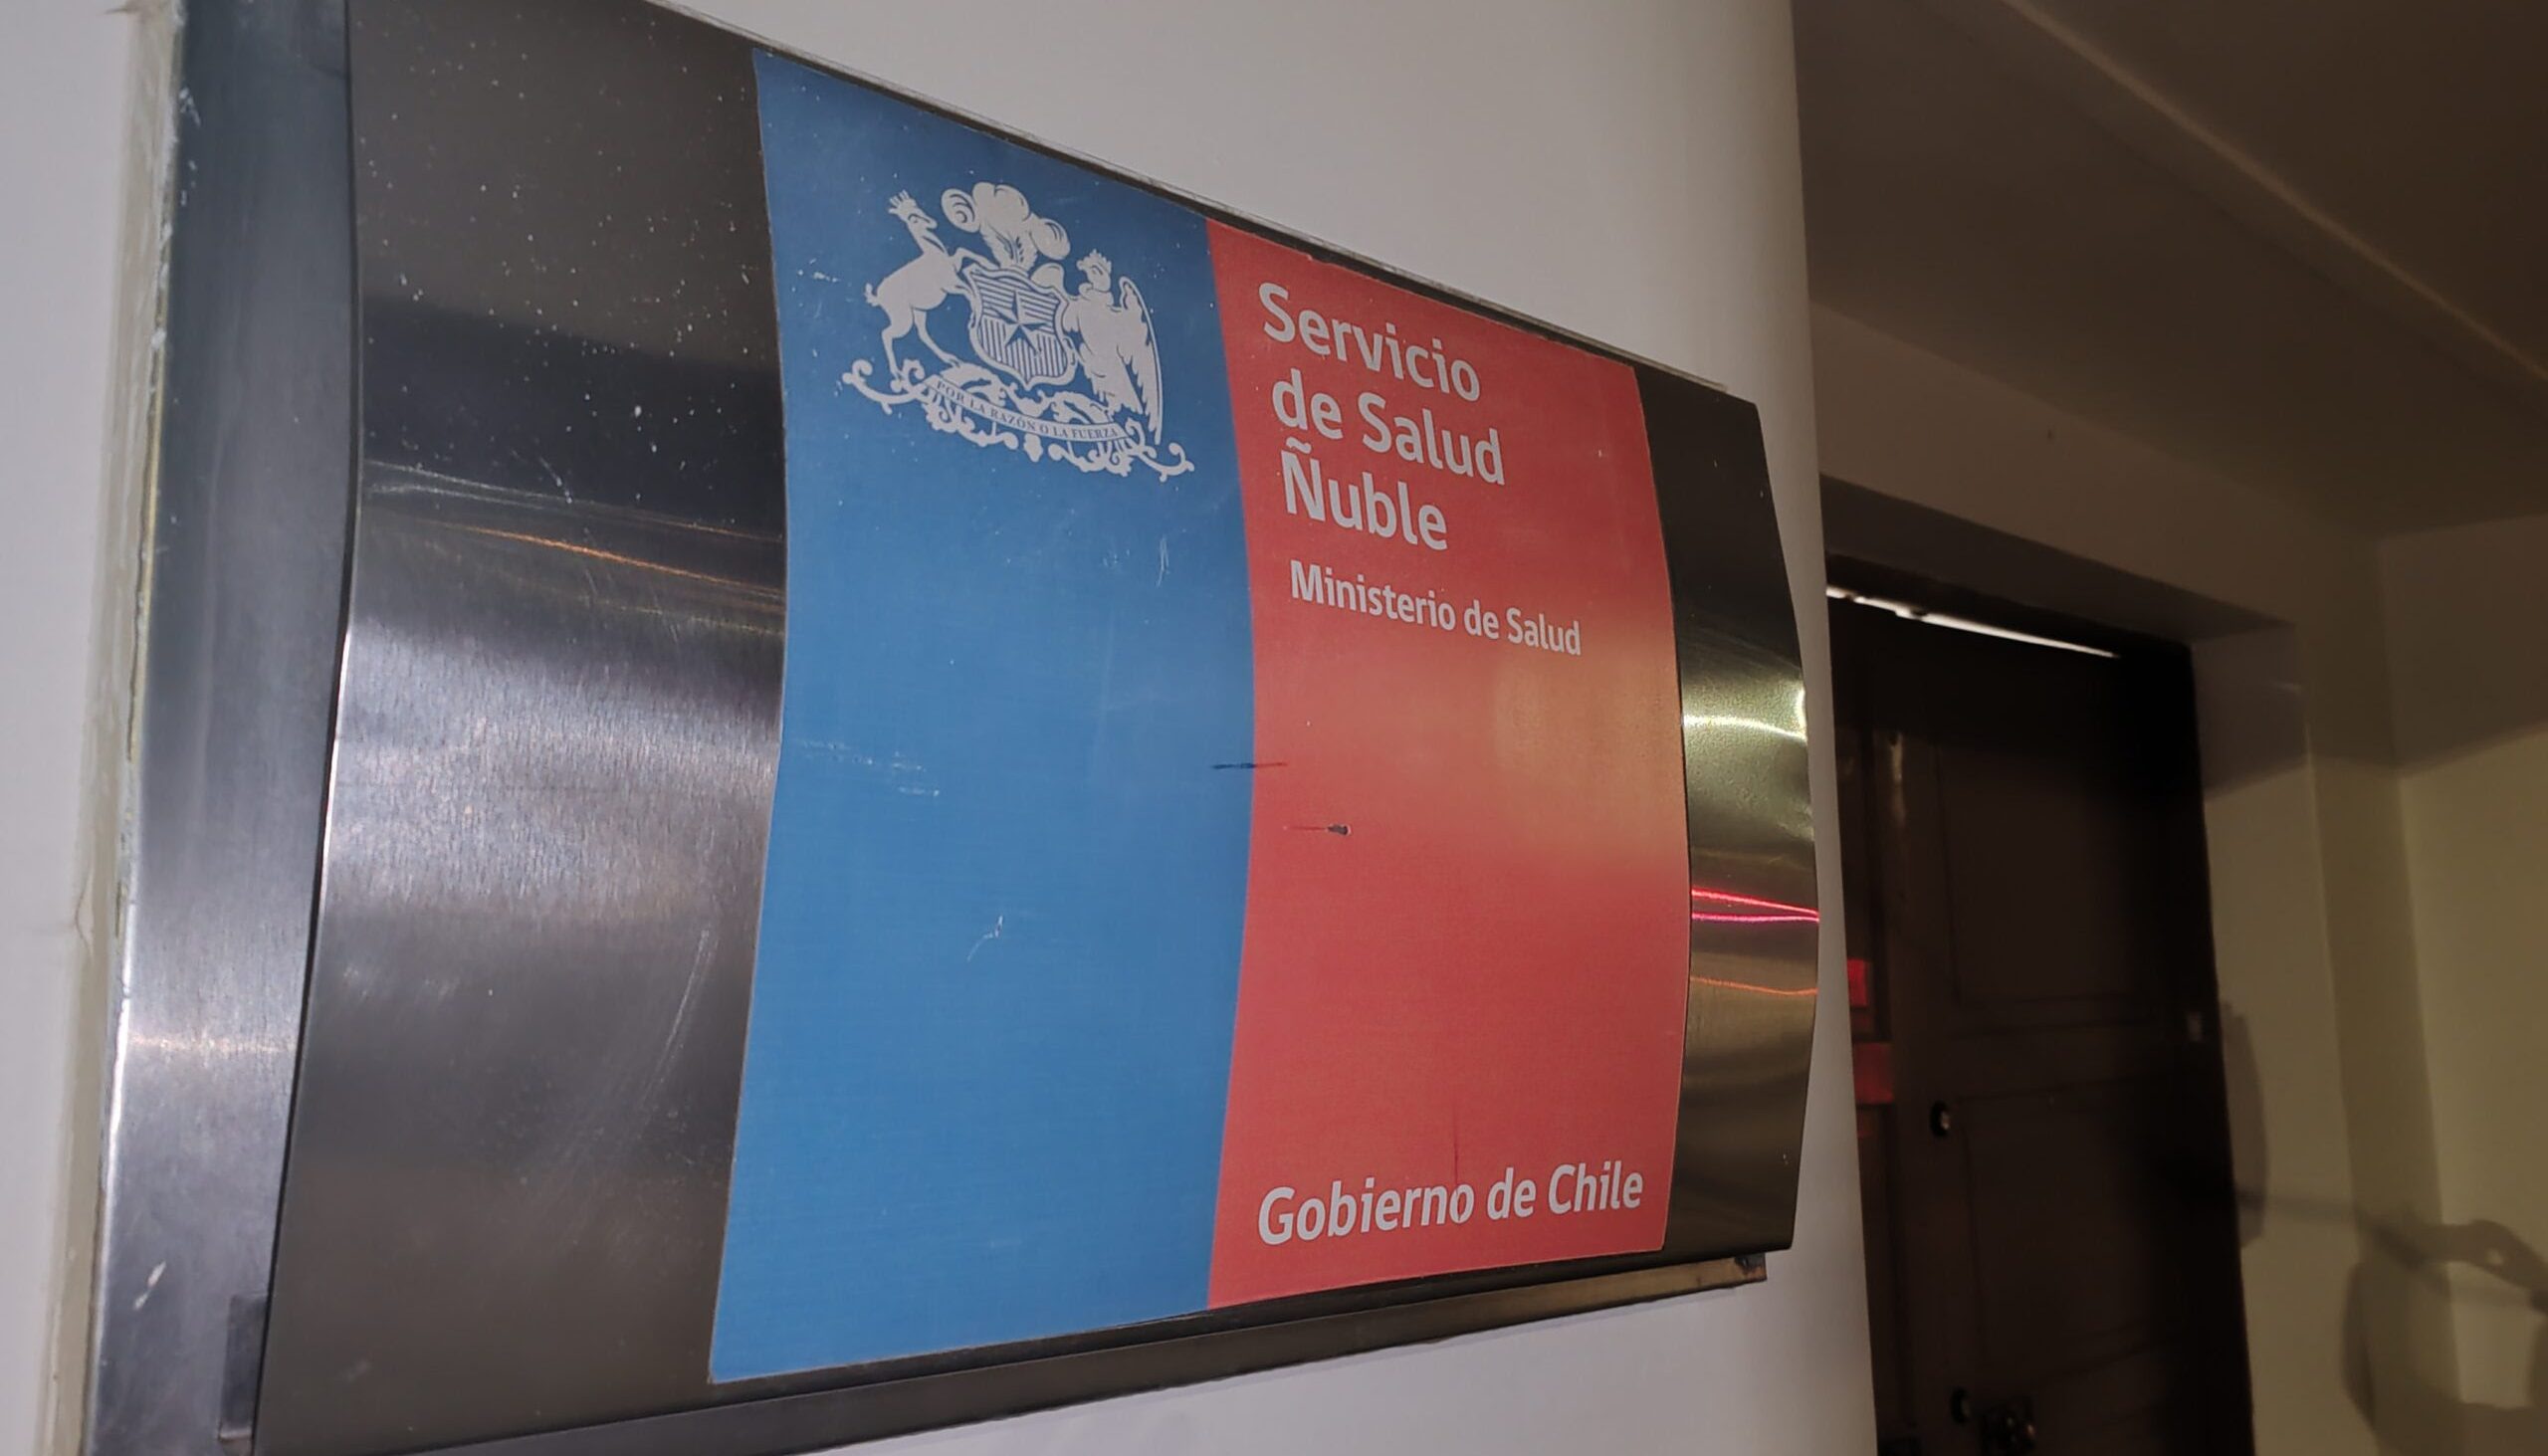 POR LA RAZÓN O LA FUERZA
Servicio
de Salud
Ñuble
Ministerio de Salud
Gobierno de Chile